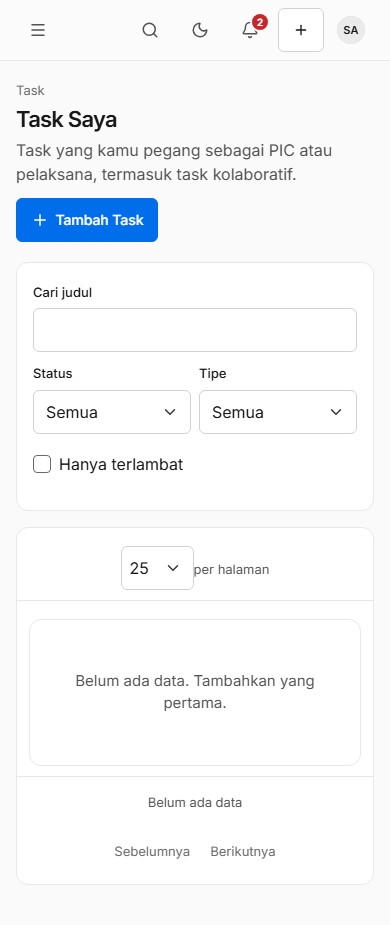 2
SA
Task
Task Saya
Task yang kamu pegang sebagai PIC atau
pelaksana, termasuk task kolaboratif.
Tambah Task
Cari judul
Status
Tipe
Semua
Semua
Hanya terlambat
25
per halaman
Belum ada data. Tambahkan yang
pertama.
Belum ada data
Sebelumnya
Berikutnya